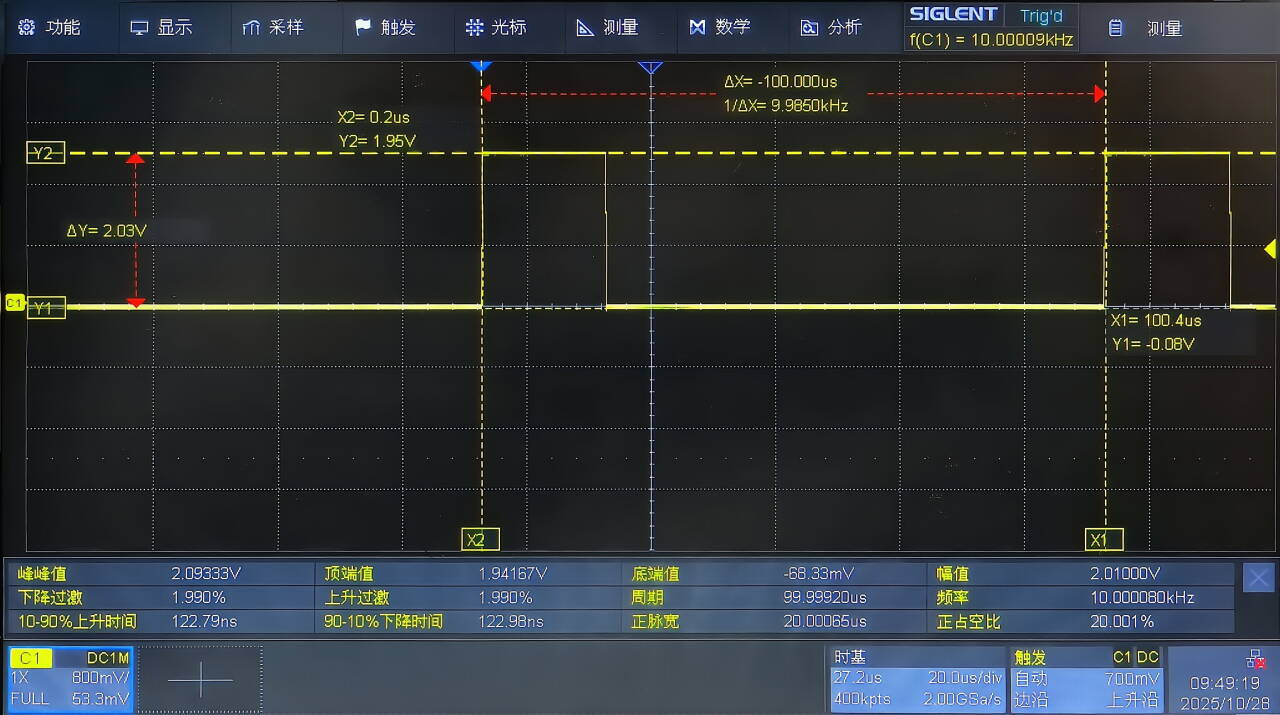 功能 显示 采样 触发 光标 测量 数学 分析 SIGLENT Trig'd 测量
f(C1) = 10.00009kHz
ΔX= -100.000us
1/ΔX= 9.9850kHz
X2= 0.2us
Y2= 1.95V
Y2
ΔY= 2.03V
C1 Y1
X1= 100.4us
Y1= -0.08V
X2 X1
峰峰值 2.09333V 顶端值 1.94167V 底端值 -68.33mV 幅值 2.01000V
下降过激 1.990% 上升过激 1.990% 周期 99.99920us 频率 10.000080kHz
10-90%上升时间 122.79ns 90-10%下降时间 122.98ns 正脉宽 20.00065us 正占空比 20.001%
C1 DC1M 时基 触发 C1 DC
1X 800mV/ 27.2us 20.0us/div 自动 700mV 09:49:19
FULL 53.3mV 400kpts 2.00GSa/s 边沿 上升沿 2025/10/28